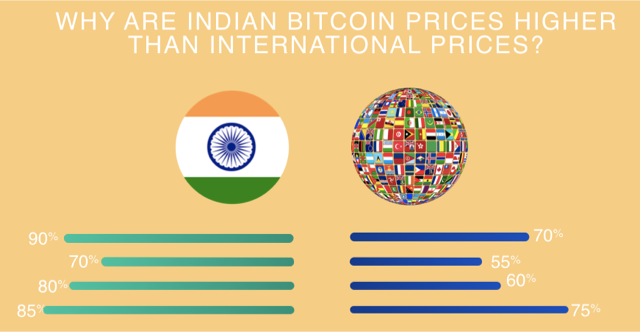 WHY ARE INDIAN BITCOIN PRICES HIGHER
THAN INTERNATIONAL PRICES?
90% 70%
70% 55%
80% 60%
85% 75%